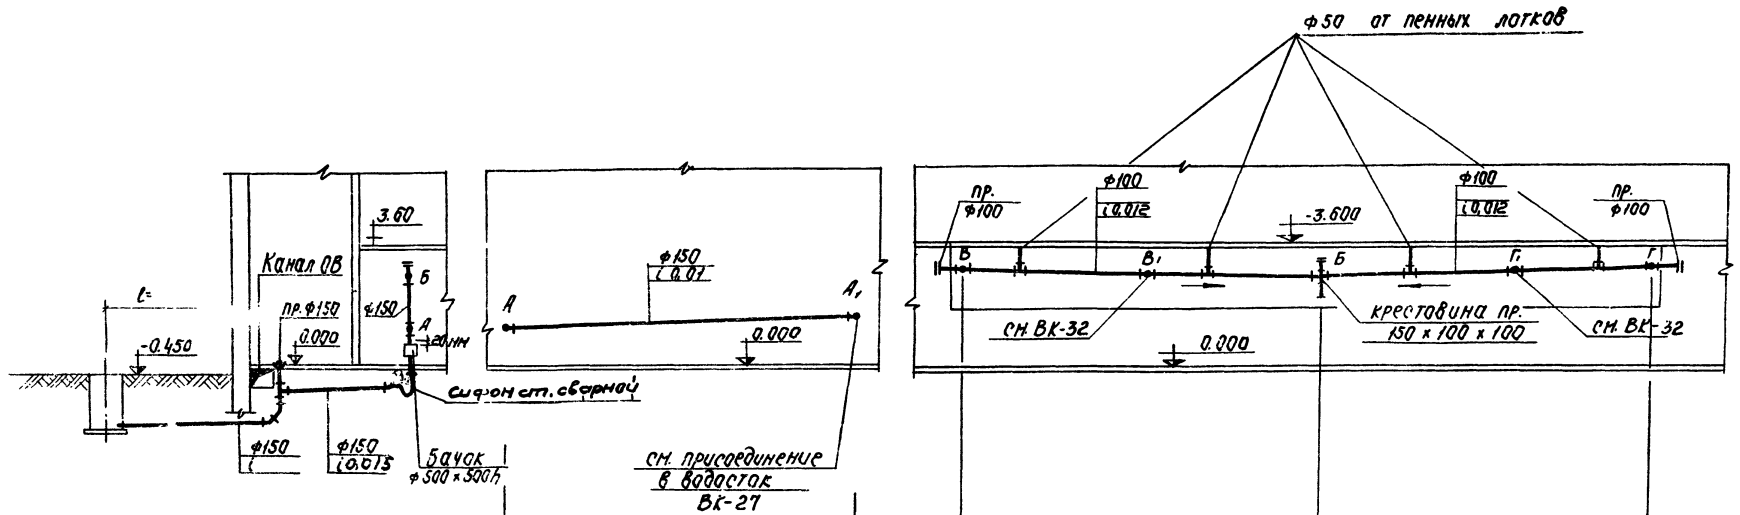 ф50 от пенных лотков
3.60
Канал ОВ
Б
ф150
ℓ=
пр. ф150
А
20 мм
-0.450
0.000
Сифон ст. сварной
ф150
i
ф150
i 0.015
Бачок
ф500×500h
ф150
i 0,01
А
А₁
0.000
см. присоединение
в водосток
ВК-27
пр.
ф100
ф100
i 0,012
-3.600
ф100
i 0,012
пр.
ф100
В
В₁
Б
Г₁
Г
см. ВК-32
крестовина пр.
150 × 100 × 100
см. ВК-32
0.000